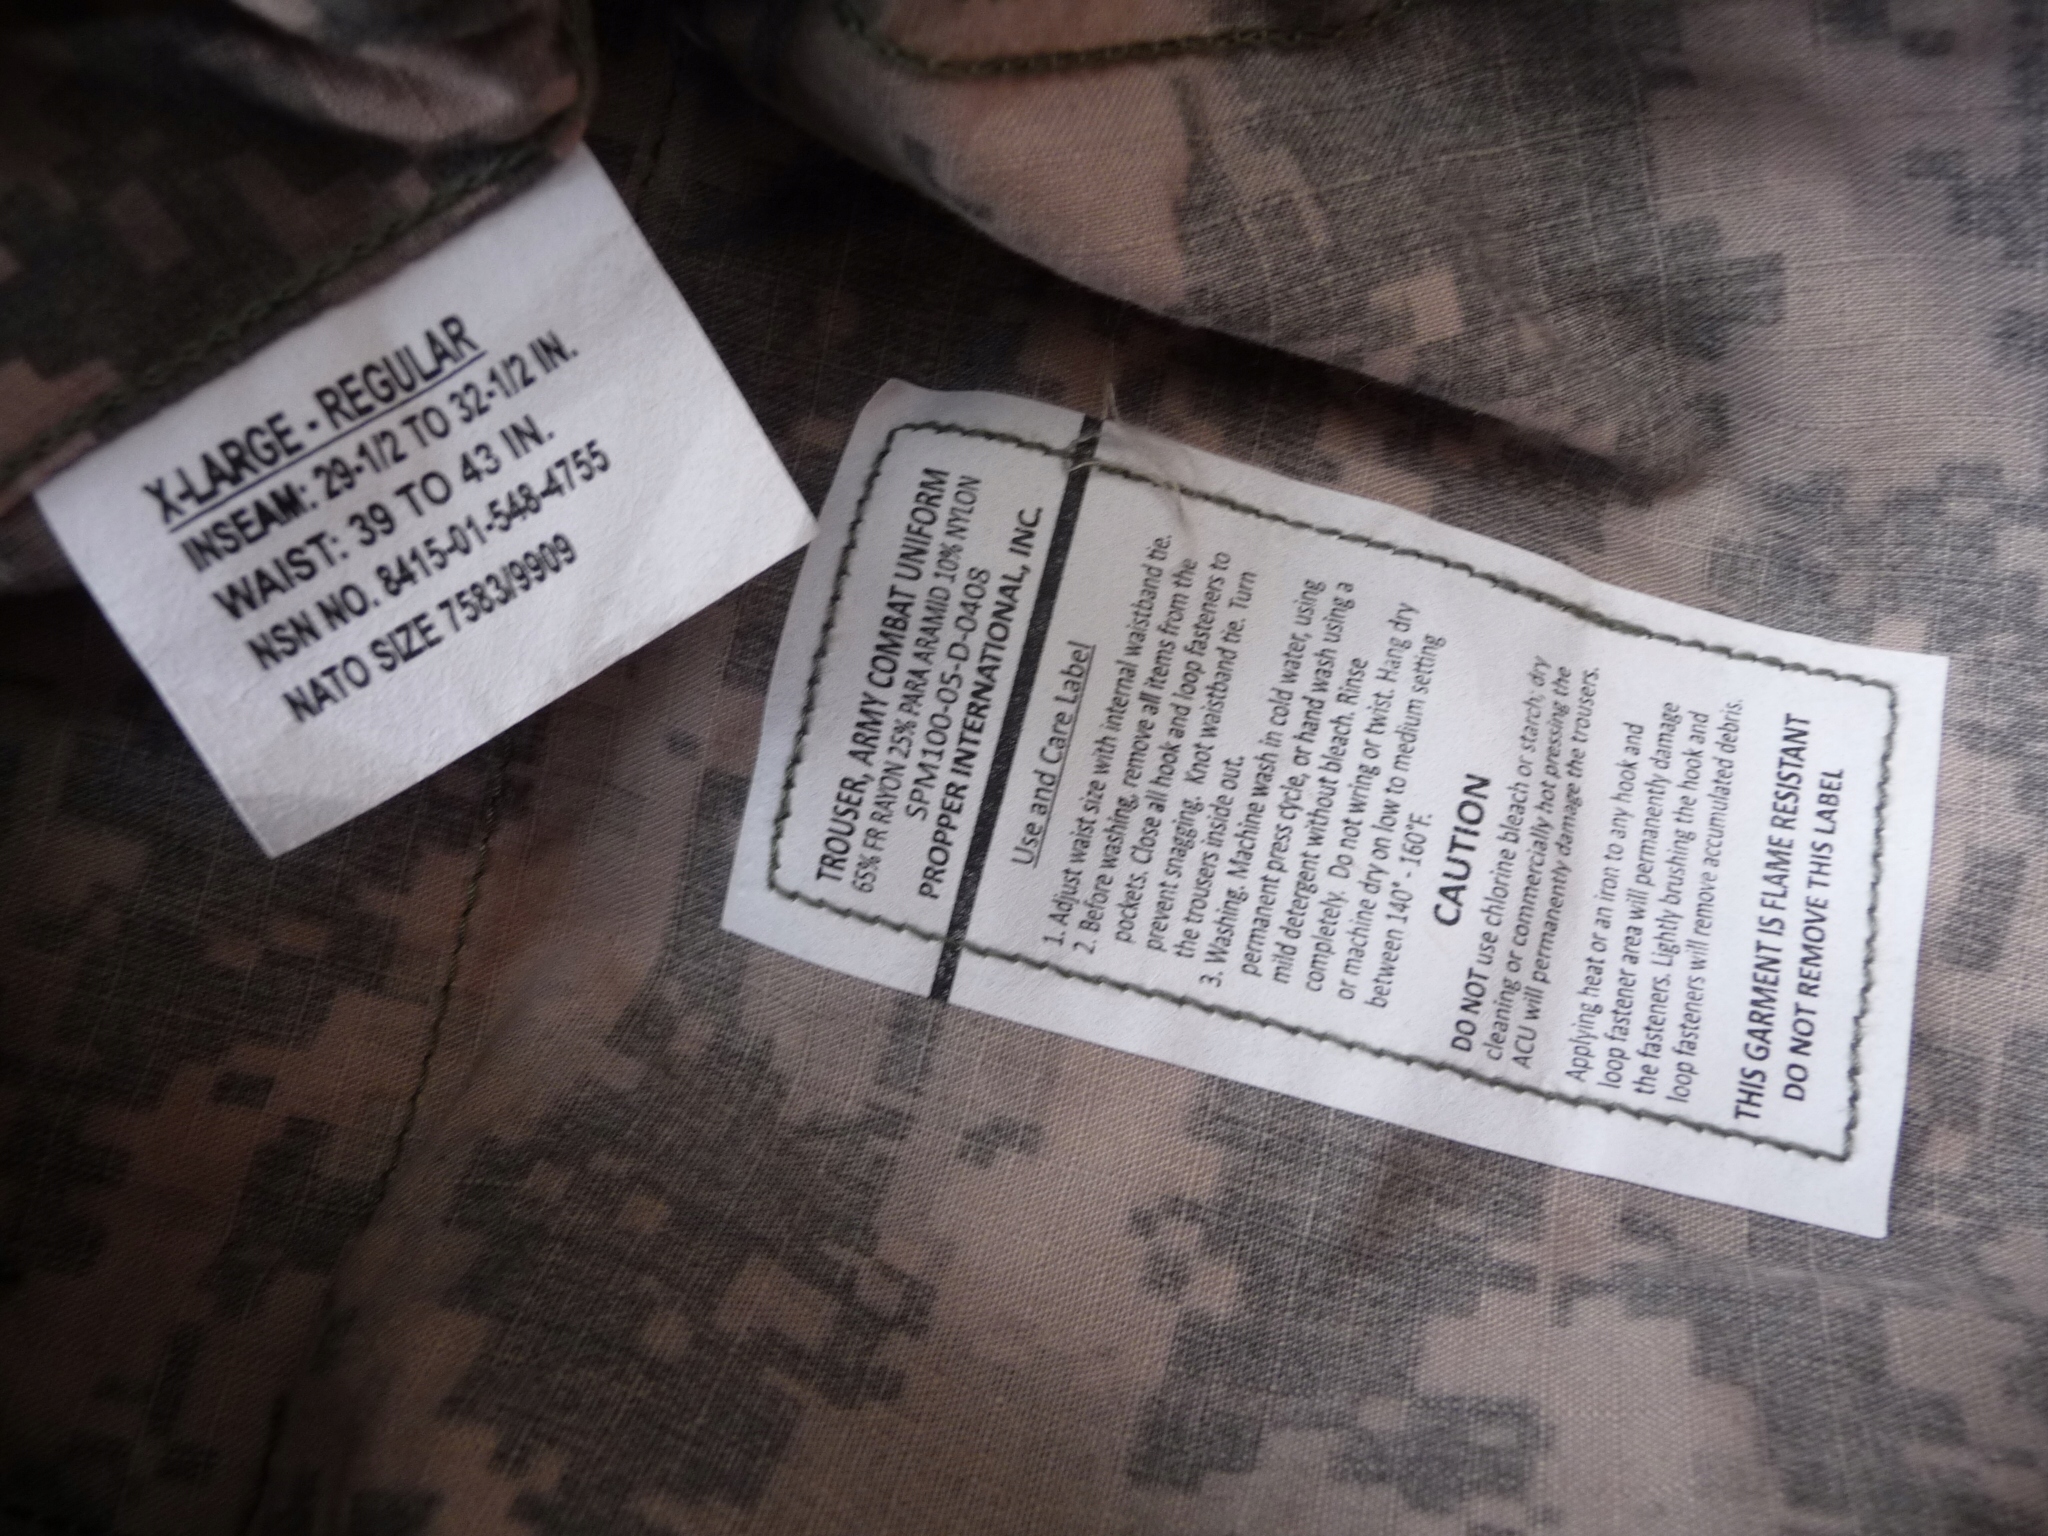 X-LARGE - REGULAR
INSEAM: 29-1/2 TO 32-1/2 IN.
WAIST: 39 TO 43 IN.
NSN NO. 8415-01-548-4755
NATO SIZE 7583/9909
TROUSER, ARMY COMBAT UNIFORM
65% FR RAYON 25% PARA ARAMID 10% NYLON
SPM100-05-D-0408
PROPPER INTERNATIONAL, INC.
Use and Care Label
1. Adjust waist size with internal waistband tie.
2. Before washing, remove all items from the
pockets. Close all hook and loop fasteners to
prevent snagging. Knot waistband tie. Turn
the trousers inside out.
3. Washing. Machine wash in cold water, using
permanent press cycle, or hand wash using a
mild detergent without bleach. Rinse
completely. Do not wring or twist. Hang dry
or machine dry on low to medium setting
between 140° - 160°F.
CAUTION
DO NOT use chlorine bleach or starch; dry
cleaning or commercially hot pressing the
ACU will permanently damage the trousers.
Applying heat or an iron to any hook and
loop fastener area will permanently damage
the fasteners. Lightly brushing the hook and
loop fasteners will remove accumulated debris.
THIS GARMENT IS FLAME RESISTANT
DO NOT REMOVE THIS LABEL